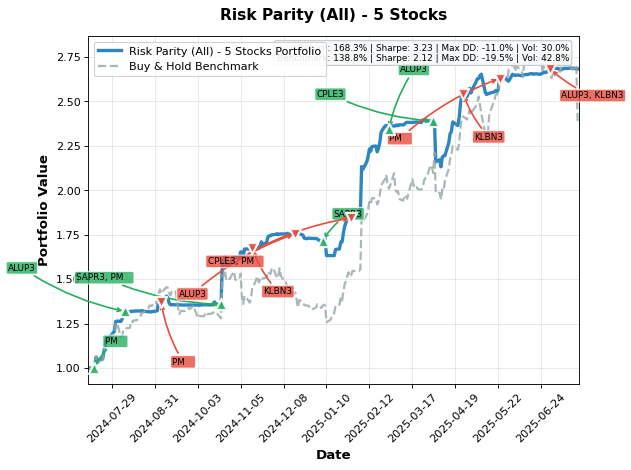 Risk Parity (All) - 5 Stocks
Risk Parity (All) - 5 Stocks Portfolio
Buy & Hold Benchmark
: 168.3% | Sharpe: 3.23 | Max DD: -11.0% | Vol: 30.0%
138.8% | Sharpe: 2.12 | Max DD: -19.5% | Vol: 42.8%
ALUP3
CPLE3
ALUP3, KLBN3
PM
KLBN3
SAPR3
CPLE3, PM
ALUP3
SAPR3, PM
ALUP3
KLBN3
PM
PM
Portfolio Value
2.75
2.50
2.25
2.00
1.75
1.50
1.25
1.00
2024-07-29
2024-08-31
2024-10-03
2024-11-05
2024-12-08
2025-01-10
2025-02-12
2025-03-17
2025-04-19
2025-05-22
2025-06-24
Date